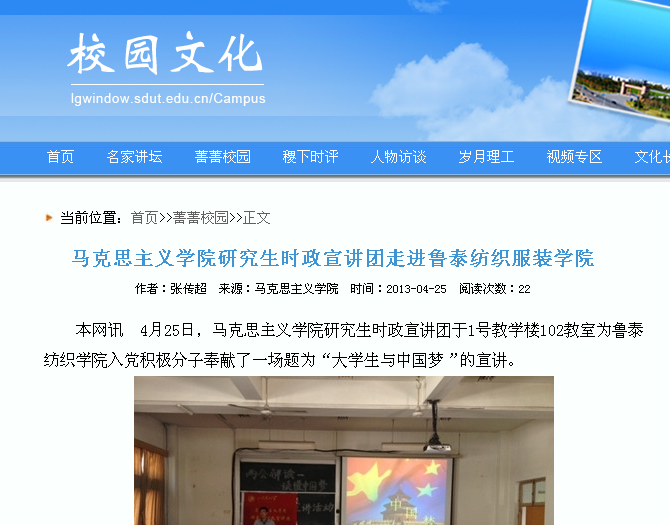 校园文化
lgwindow.sdut.edu.cn/Campus
首页 名家讲坛 菁菁校园 稷下时评 人物访谈 岁月理工 视频专区 文化长
当前位置：首页>>菁菁校园>>正文
马克思主义学院研究生时政宣讲团走进鲁泰纺织服装学院
作者：张传超 来源：马克思主义学院 时间：2013-04-25 阅读次数：22
本网讯 4月25日，马克思主义学院研究生时政宣讲团于1号教学楼102教室为鲁泰
纺织学院入党积极分子奉献了一场题为“大学生与中国梦 ”的宣讲。